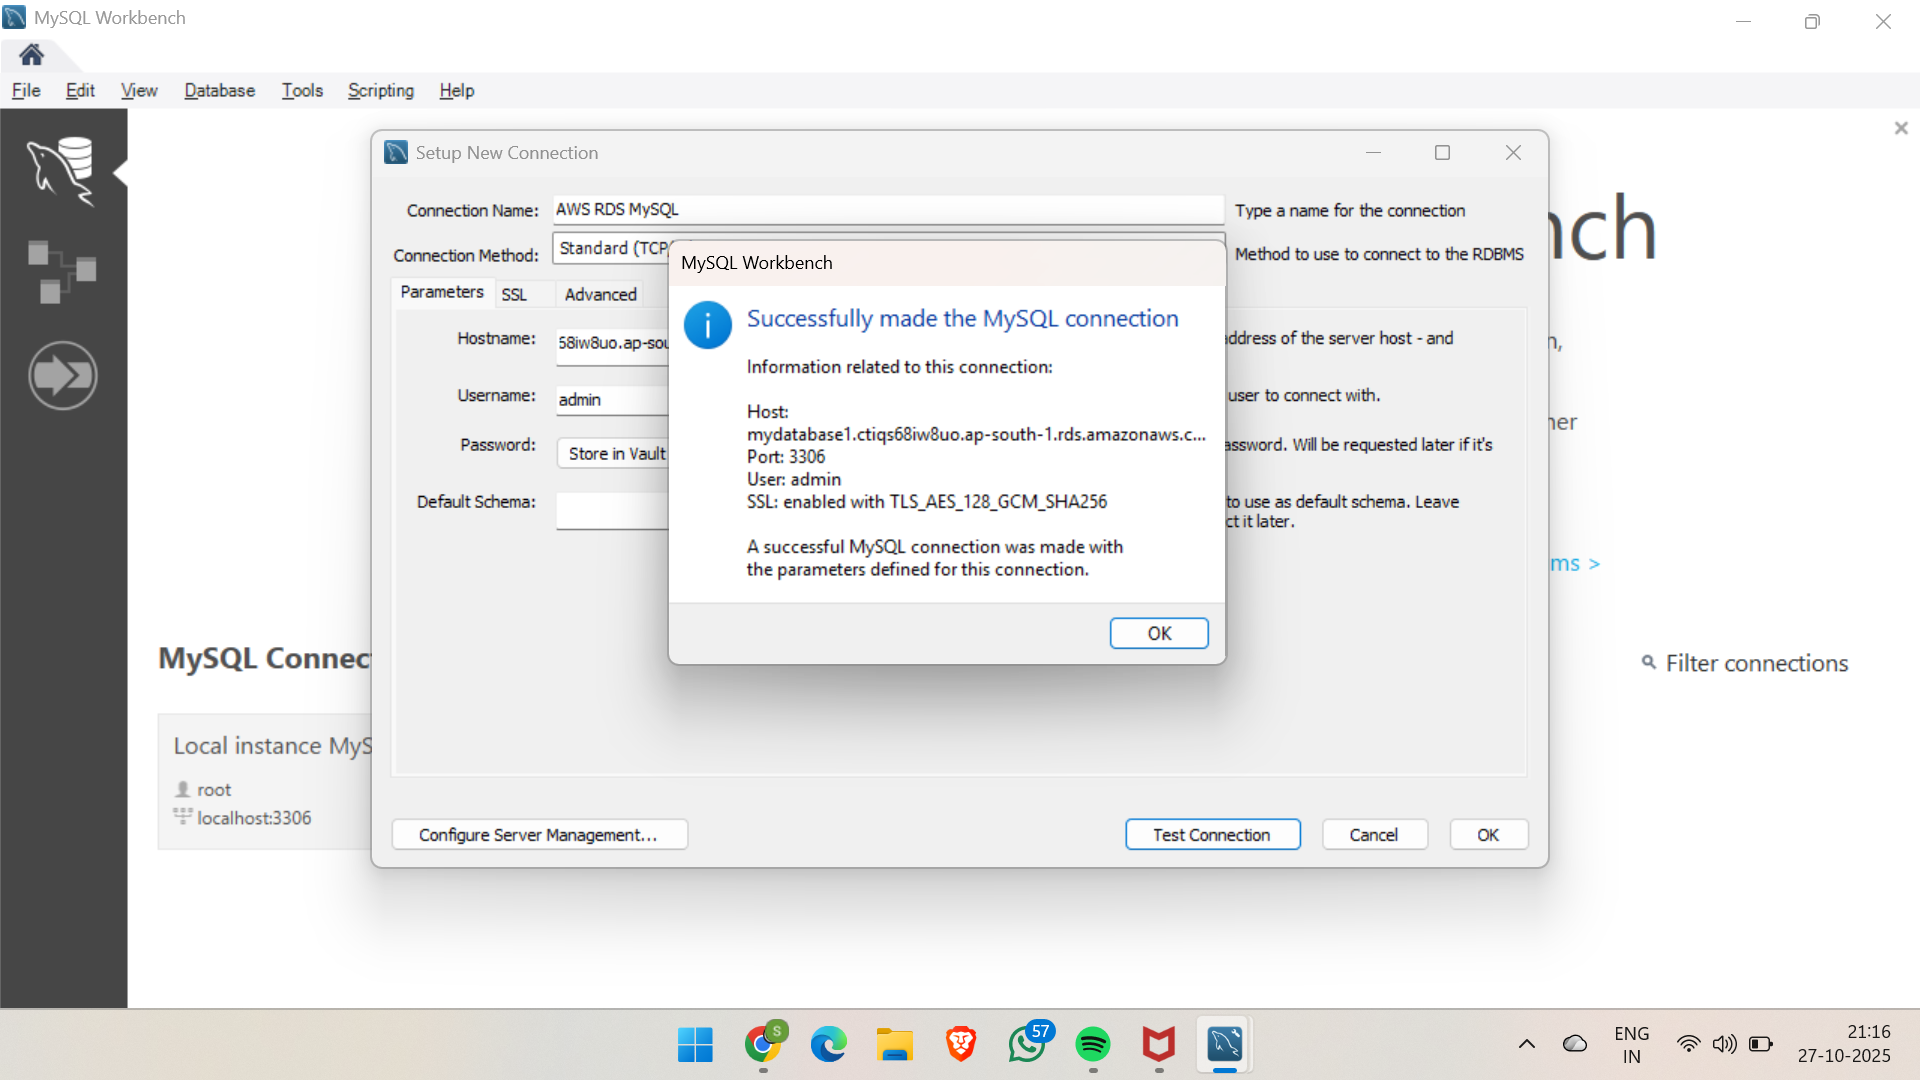 MySQL Workbench
File Edit View Database Tools Scripting Help
Setup New Connection
Connection Name: AWS RDS MySQL Type a name for the connection
Connection Method: Standard (TCP/ Method to use to connect to the RDBMS
Parameters SSL Advanced
Hostname: 68iw8uo.ap-sou address of the server host - and
Username: admin user to connect with.
Password: Store in Vault assword. Will be requested later if it's
Default Schema: to use as default schema. Leave
ct it later.
MySQL Workbench
Successfully made the MySQL connection
Information related to this connection:
Host:
mydatabase1.ctiqs68iw8uo.ap-south-1.rds.amazonaws.c...
Port: 3306
User: admin
SSL: enabled with TLS_AES_128_GCM_SHA256
A successful MySQL connection was made with
the parameters defined for this connection.
OK
Configure Server Management... Test Connection Cancel OK
nch
n,
ner
ms >
MySQL Connec
Filter connections
Local instance MyS
root
localhost:3306
S
57
ENG
IN
21:16
27-10-2025